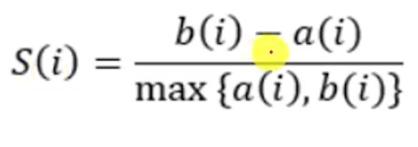 S(i) = b(i) − a(i) / max {a(i), b(i)}